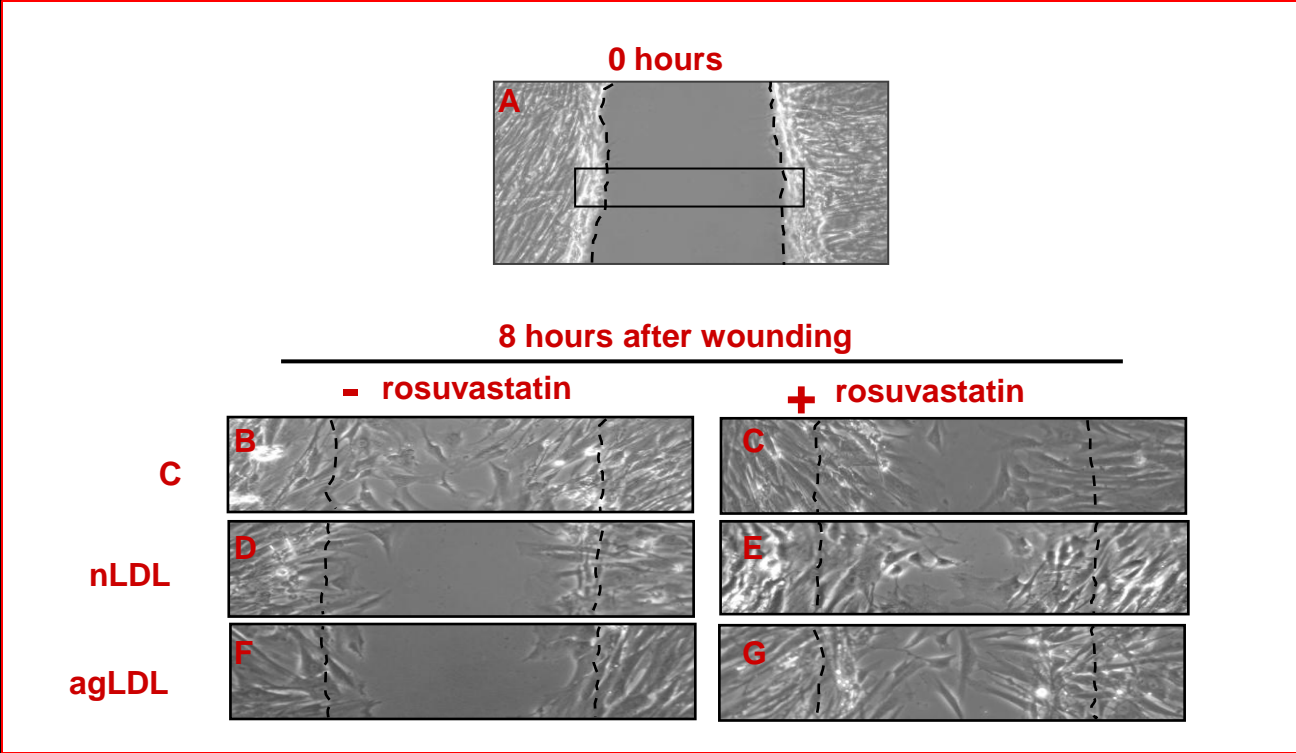 0 hours
A
8 hours after wounding
- rosuvastatin
+ rosuvastatin
C
B
C
nLDL
D
E
agLDL
F
G